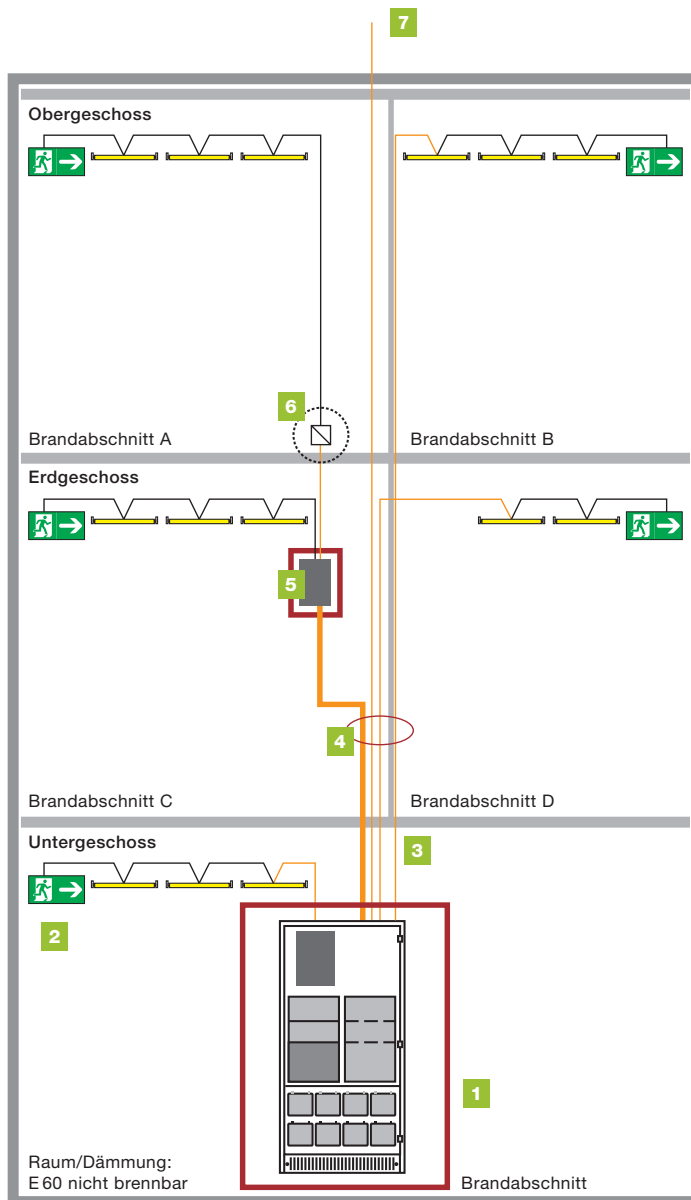 7
Obergeschoss
6
Brandabschnitt A
Brandabschnitt B
Erdgeschoss
5
4
Brandabschnitt C
Brandabschnitt D
Untergeschoss
3
2
1
Raum/Dämmung:
E 60 nicht brennbar
Brandabschnitt